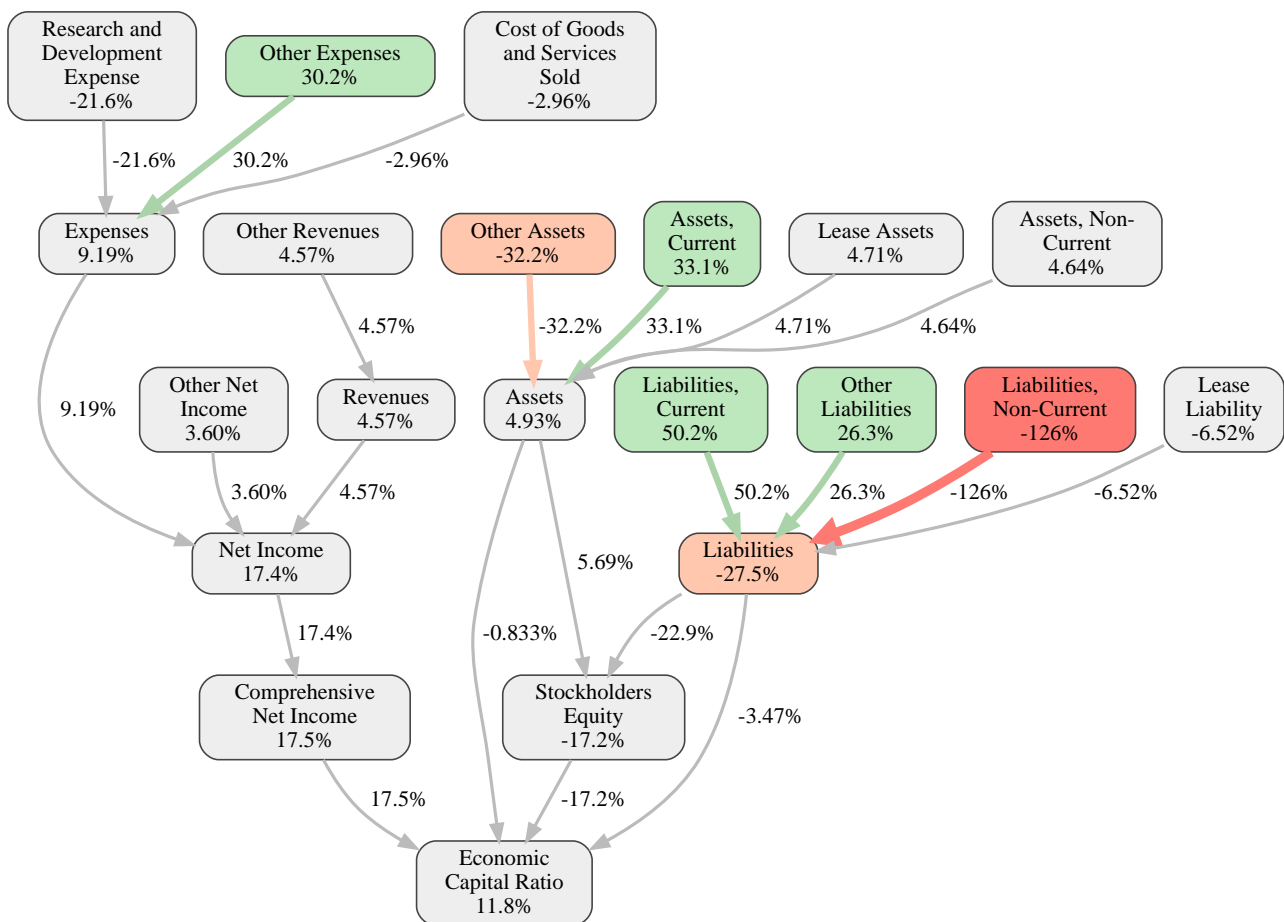 Research and
Development
Expense
-21.6%
Other Expenses
30.2%
Cost of Goods
and Services
Sold
-2.96%
-21.6%
30.2%
-2.96%
Expenses
9.19%
Other Revenues
4.57%
Other Assets
-32.2%
Assets,
Current
33.1%
Lease Assets
4.71%
Assets, Non-
Current
4.64%
4.57%
-32.2%
33.1%
4.71%
4.64%
9.19%
Other Net
Income
3.60%
Revenues
4.57%
Assets
4.93%
Liabilities,
Current
50.2%
Other
Liabilities
26.3%
Liabilities,
Non-Current
-126%
Lease
Liability
-6.52%
3.60%
4.57%
50.2%
26.3%
-126%
-6.52%
Net Income
17.4%
5.69%
Liabilities
-27.5%
17.4%
-0.833%
-22.9%
Comprehensive
Net Income
17.5%
Stockholders
Equity
-17.2%
-3.47%
17.5%
-17.2%
Economic
Capital Ratio
11.8%